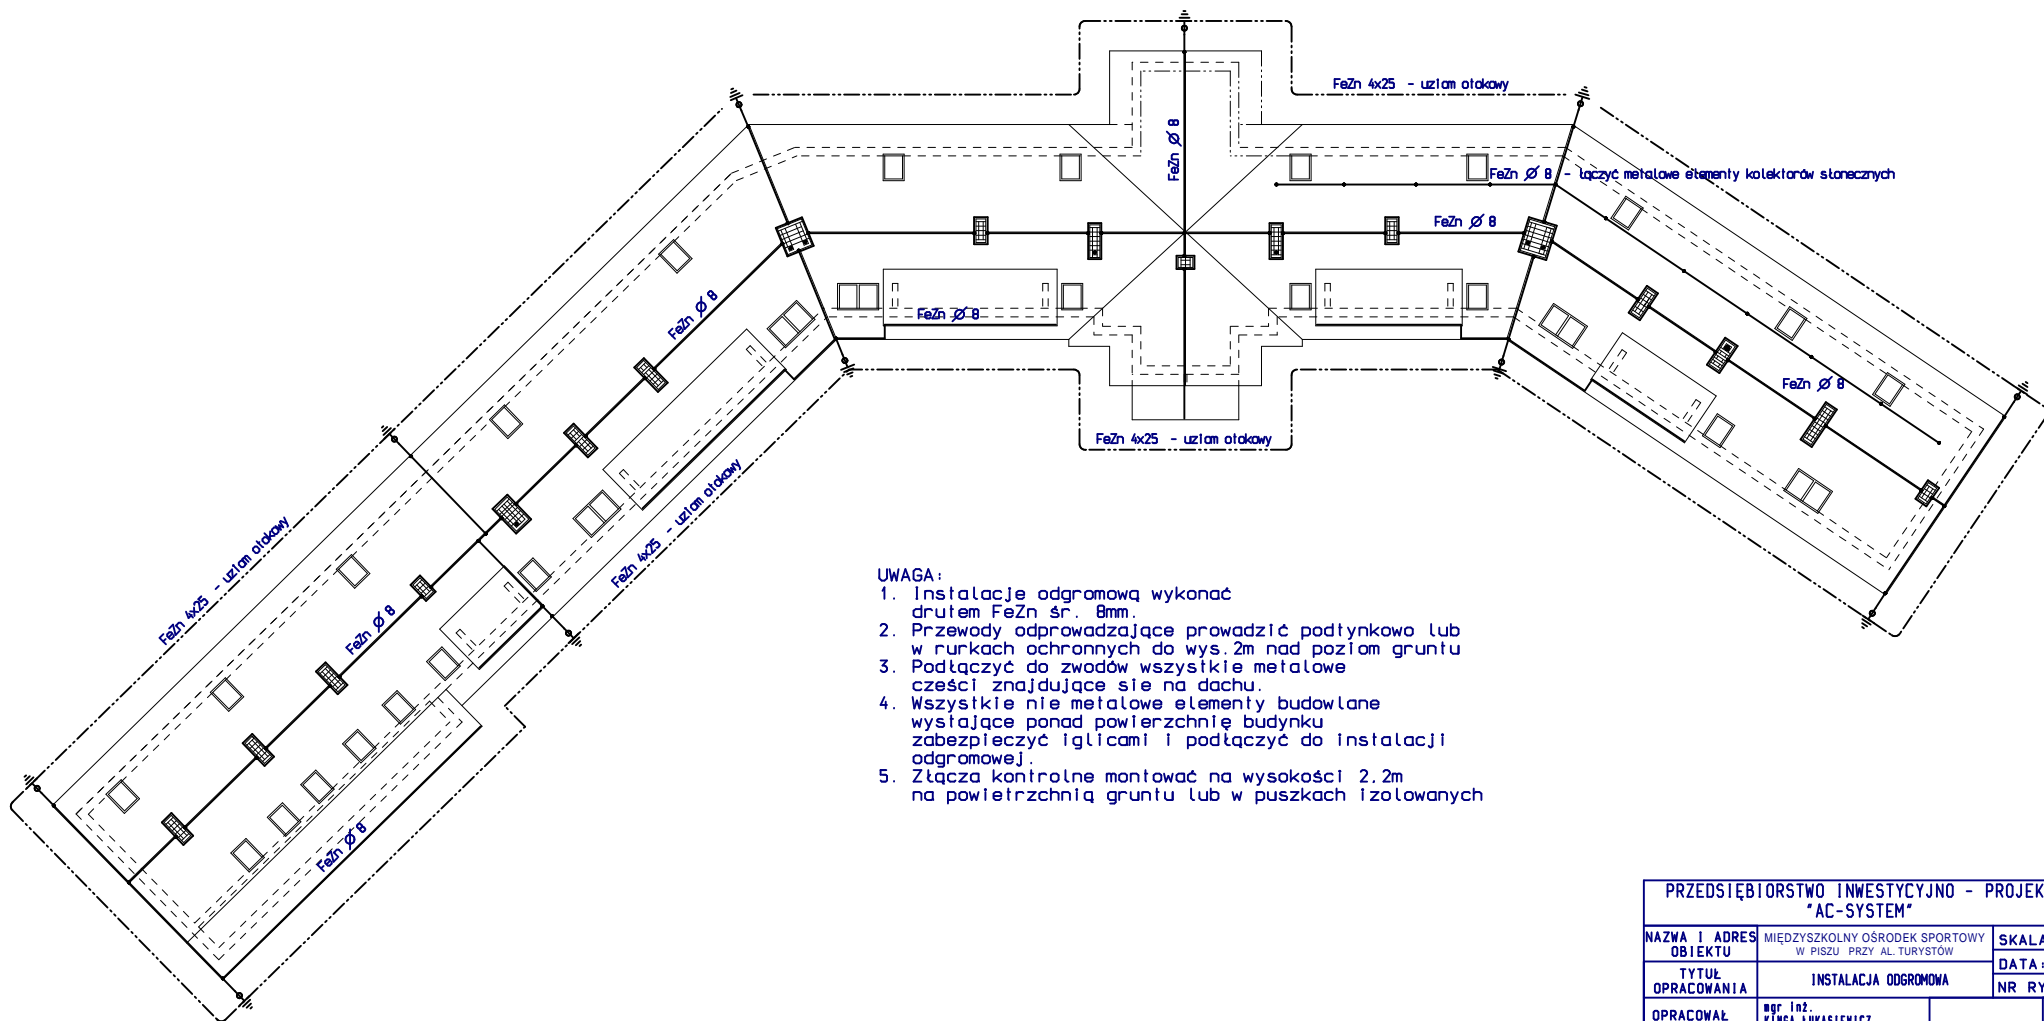 FeZn 4x25 - uziom otokowy
FeZn Ø 8
FeZn Ø 8 - łączyć metalowe elementy kolektorów słonecznych
FeZn Ø 8
FeZn Ø 8
FeZn Ø 8
FeZn Ø 8
FeZn 4x25 - uziom otokowy
FeZn 4x25 - uziom otokowy
FeZn 4x25 - uziom otokowy
FeZn Ø 8
FeZn Ø 8
UWAGA:
1. Instalacje odgromową wykonać
drutem FeZn śr. 8mm.
2. Przewody odprowadzające prowadzić podtynkowo lub
w rurkach ochronnych do wys.2m nad poziom gruntu
3. Podłączyć do zwodów wszystkie metalowe
cześci znajdujące sie na dachu.
4. Wszystkie nie metalowe elementy budowlane
wystające ponad powierzchnię budynku
zabezpieczyć iglicami i podłączyć do instalacji
odgromowej.
5. Złącza kontrolne montować na wysokości 2.2m
na powietrzchnią gruntu lub w puszkach izolowanych
PRZEDSIĘBIORSTWO INWESTYCYJNO - PROJEK
"AC-SYSTEM"
NAZWA I ADRES
OBIEKTU
MIĘDZYSZKOLNY OŚRODEK SPORTOWY
W PISZU PRZY AL. TURYSTÓW
SKALA
DATA:
TYTUŁ
OPRACOWANIA
INSTALACJA ODGROMOWA
NR RY
OPRACOWAŁ
mgr inż.
KINGA ŁUKASIEWICZ